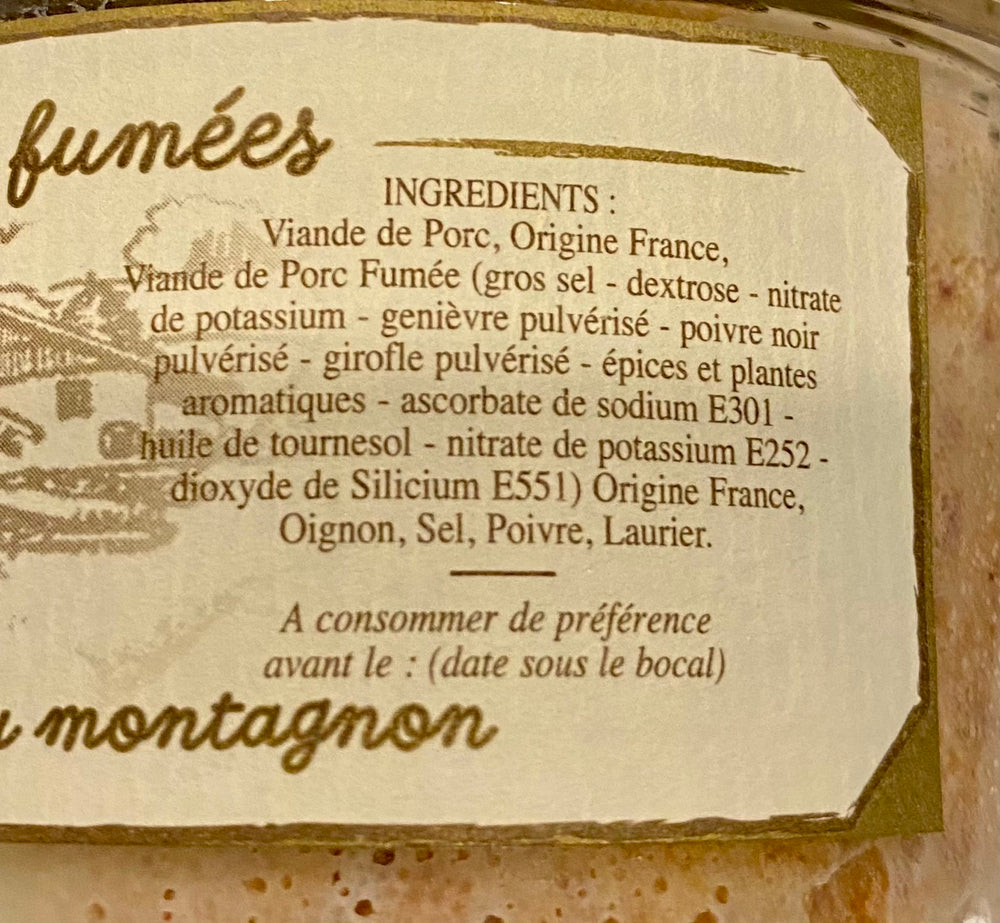 fumées
INGREDIENTS :
Viande de Porc, Origine France,
Viande de Porc Fumée (gros sel - dextrose - nitrate
de potassium - genièvre pulvérisé - poivre noir
pulvérisé - girofle pulvérisé - épices et plantes
aromatiques - ascorbate de sodium E301 -
huile de tournesol - nitrate de potassium E252 -
dioxyde de Silicium E551) Origine France,
Oignon, Sel, Poivre, Laurier.
A consommer de préférence
avant le : (date sous le bocal)
montagnon